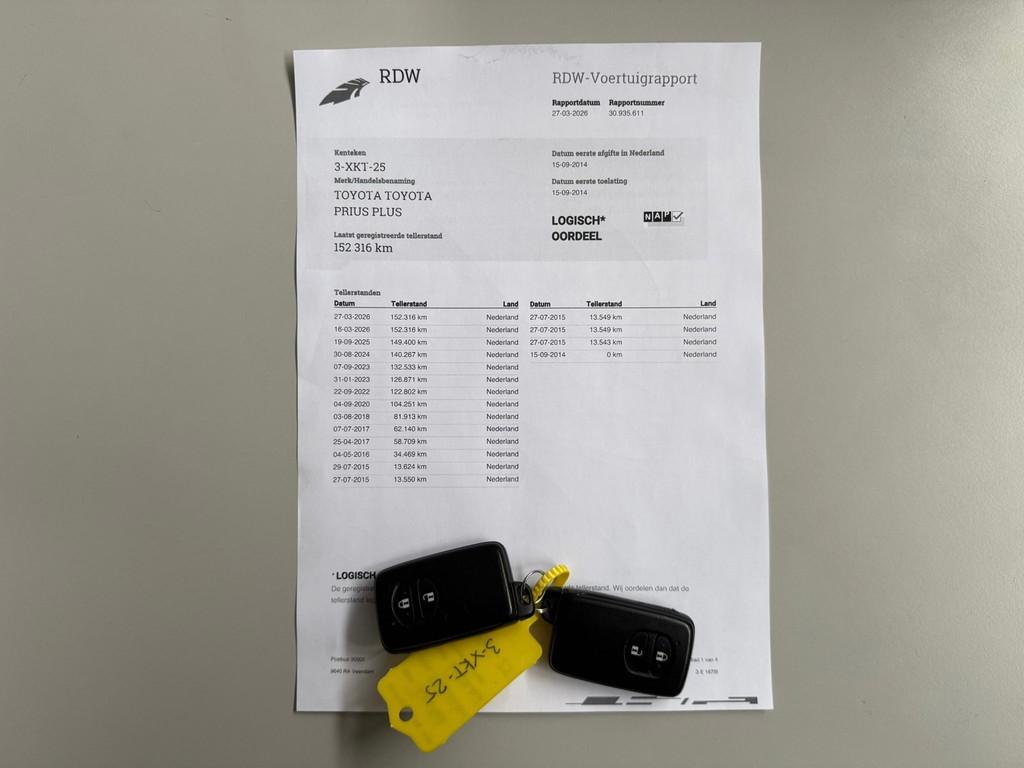 RDW
RDW-Voertuigrapport
Rapportdatum Rapportnummer
27-03-2026 30.935.611
Kenteken
3-XKT-25
Merk/Handelsbenaming
TOYOTA TOYOTA
PRIUS PLUS
Laatst geregistreerde tellerstand
152 316 km
Datum eerste afgifte in Nederland
15-09-2014
Datum eerste toelating
15-09-2014
LOGISCH*
OORDEEL
NAP
Tellerstanden
Datum Tellerstand Land Datum Tellerstand Land
27-03-2026 152.316 km Nederland 27-07-2015 13.549 km Nederland
16-03-2026 152.316 km Nederland 27-07-2015 13.549 km Nederland
19-09-2025 149.400 km Nederland 27-07-2015 13.543 km Nederland
30-08-2024 140.267 km Nederland 15-09-2014 0 km Nederland
07-09-2023 132.533 km Nederland
31-01-2023 126.871 km Nederland
22-09-2022 122.802 km Nederland
04-09-2020 104.251 km Nederland
03-08-2018 81.913 km Nederland
07-07-2017 62.140 km Nederland
25-04-2017 58.709 km Nederland
04-05-2016 34.469 km Nederland
29-07-2015 13.624 km Nederland
27-07-2015 13.550 km Nederland
* LOGISCH
De tellerstand. Wij oordelen dat de
tellerstand
Postbus
9640 RA Veendam
1 van 4
3-XKT-25